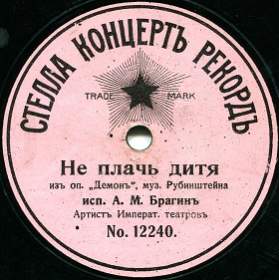 СТЕЛЛА КОНЦЕРТЪ РЕКОРДЪ
TRADE MARK
Не плачь дитя
изъ оп. „Демонъ", муз. Рубинштейна
исп. А. М. Брагинъ
Артистъ Императ. театровъ
No. 12240.